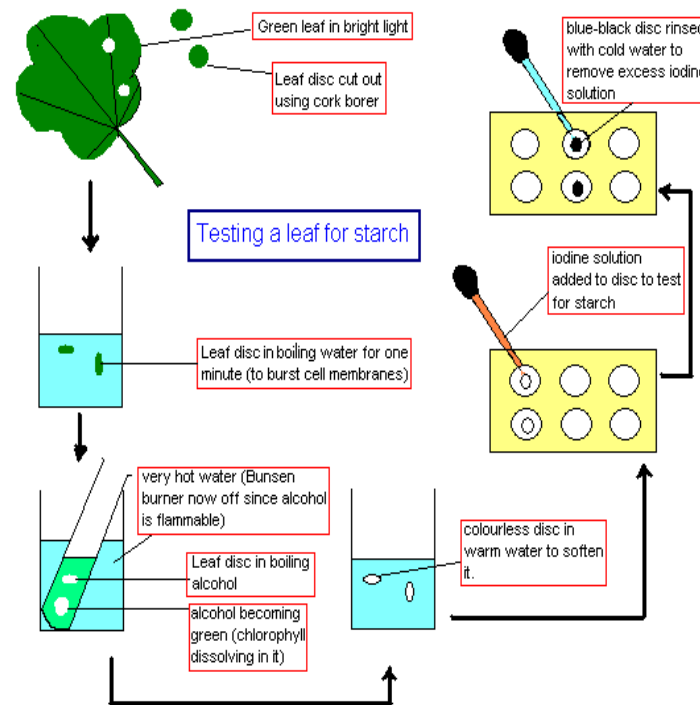 Green leaf in bright light
Leaf disc cut out
using cork borer
Testing a leaf for starch
Leaf disc in boiling water for one
minute (to burst cell membranes)
very hot water (Bunsen
burner now off since alcohol
is flammable)
Leaf disc in boiling
alcohol
alcohol becoming
green (chlorophyll
dissolving in it)
colourless disc in
warm water to soften
it.
iodine solution
added to disc to test
for starch
blue-black disc rinsed
with cold water to
remove excess iodine
solution